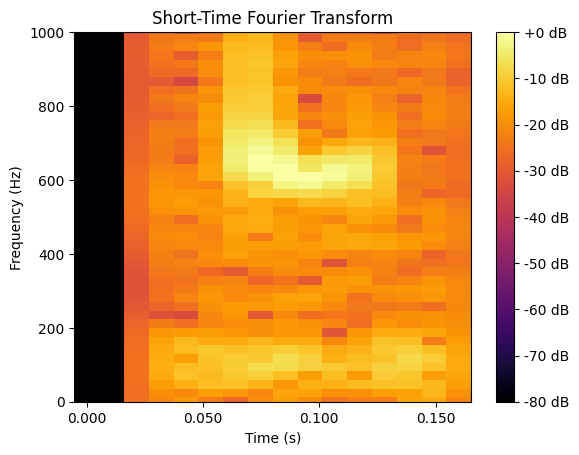 Short-Time Fourier Transform
1000
800
600
400
200
0
Frequency (Hz)
0.000
0.050
0.100
0.150
Time (s)
+0 dB
-10 dB
-20 dB
-30 dB
-40 dB
-50 dB
-60 dB
-70 dB
-80 dB